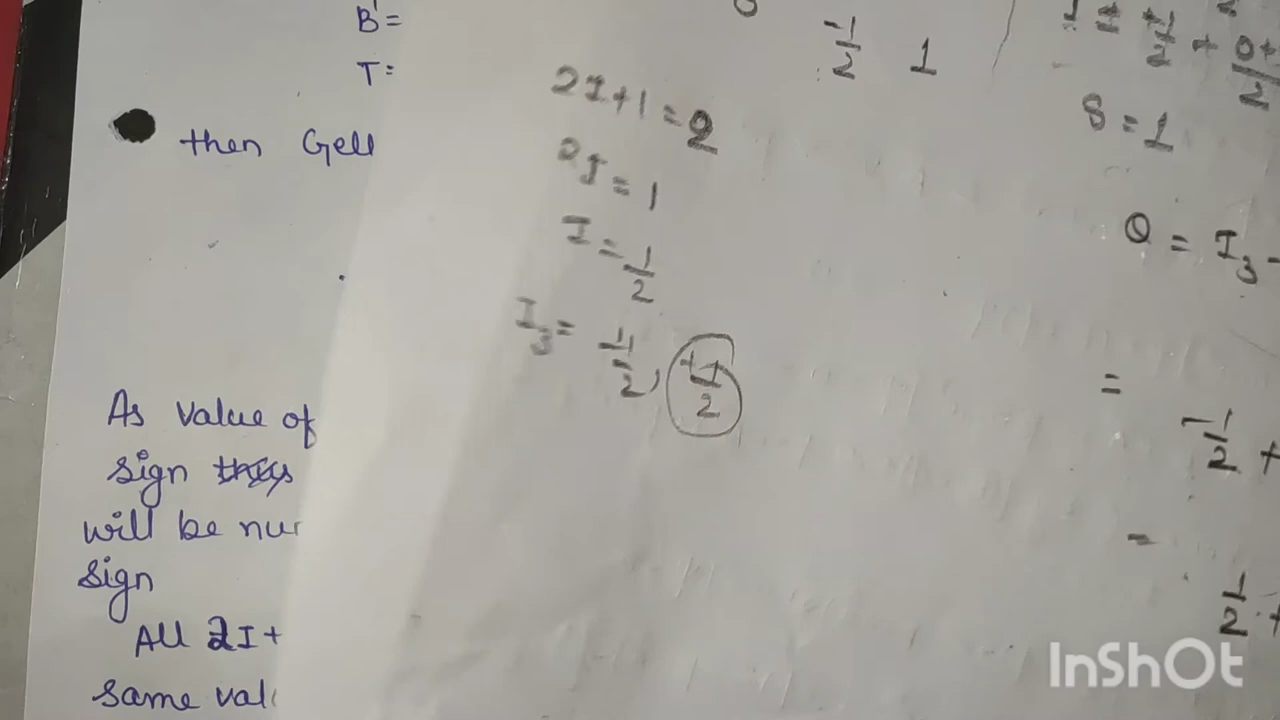 B' =
T =
then Gell
As value of
sign
will be nur
sign
All 2I+
same val
2I+1=2
2I=1
I=1/2
I3= -1/2, +1/2
1/2 1
S=1
Q = I3
=
1/2 +
=
1/2 +
InShOt